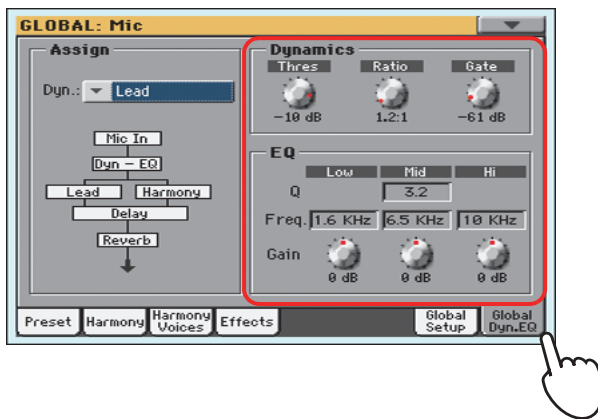 GLOBAL: Mic
Assign
Dyn.: Lead
Mic In
Dyn - EQ
Lead Harmony
Delay
Reverb
Dynamics
Thres Ratio Gate
-10 dB 1.2:1 -61 dB
EQ
Low Mid Hi
Q 3.2
Freq. 1.6 KHz 6.5 KHz 10 KHz
Gain
0 dB 0 dB 0 dB
Preset Harmony Harmony Voices Effects Global Setup Global Dyn.EQ